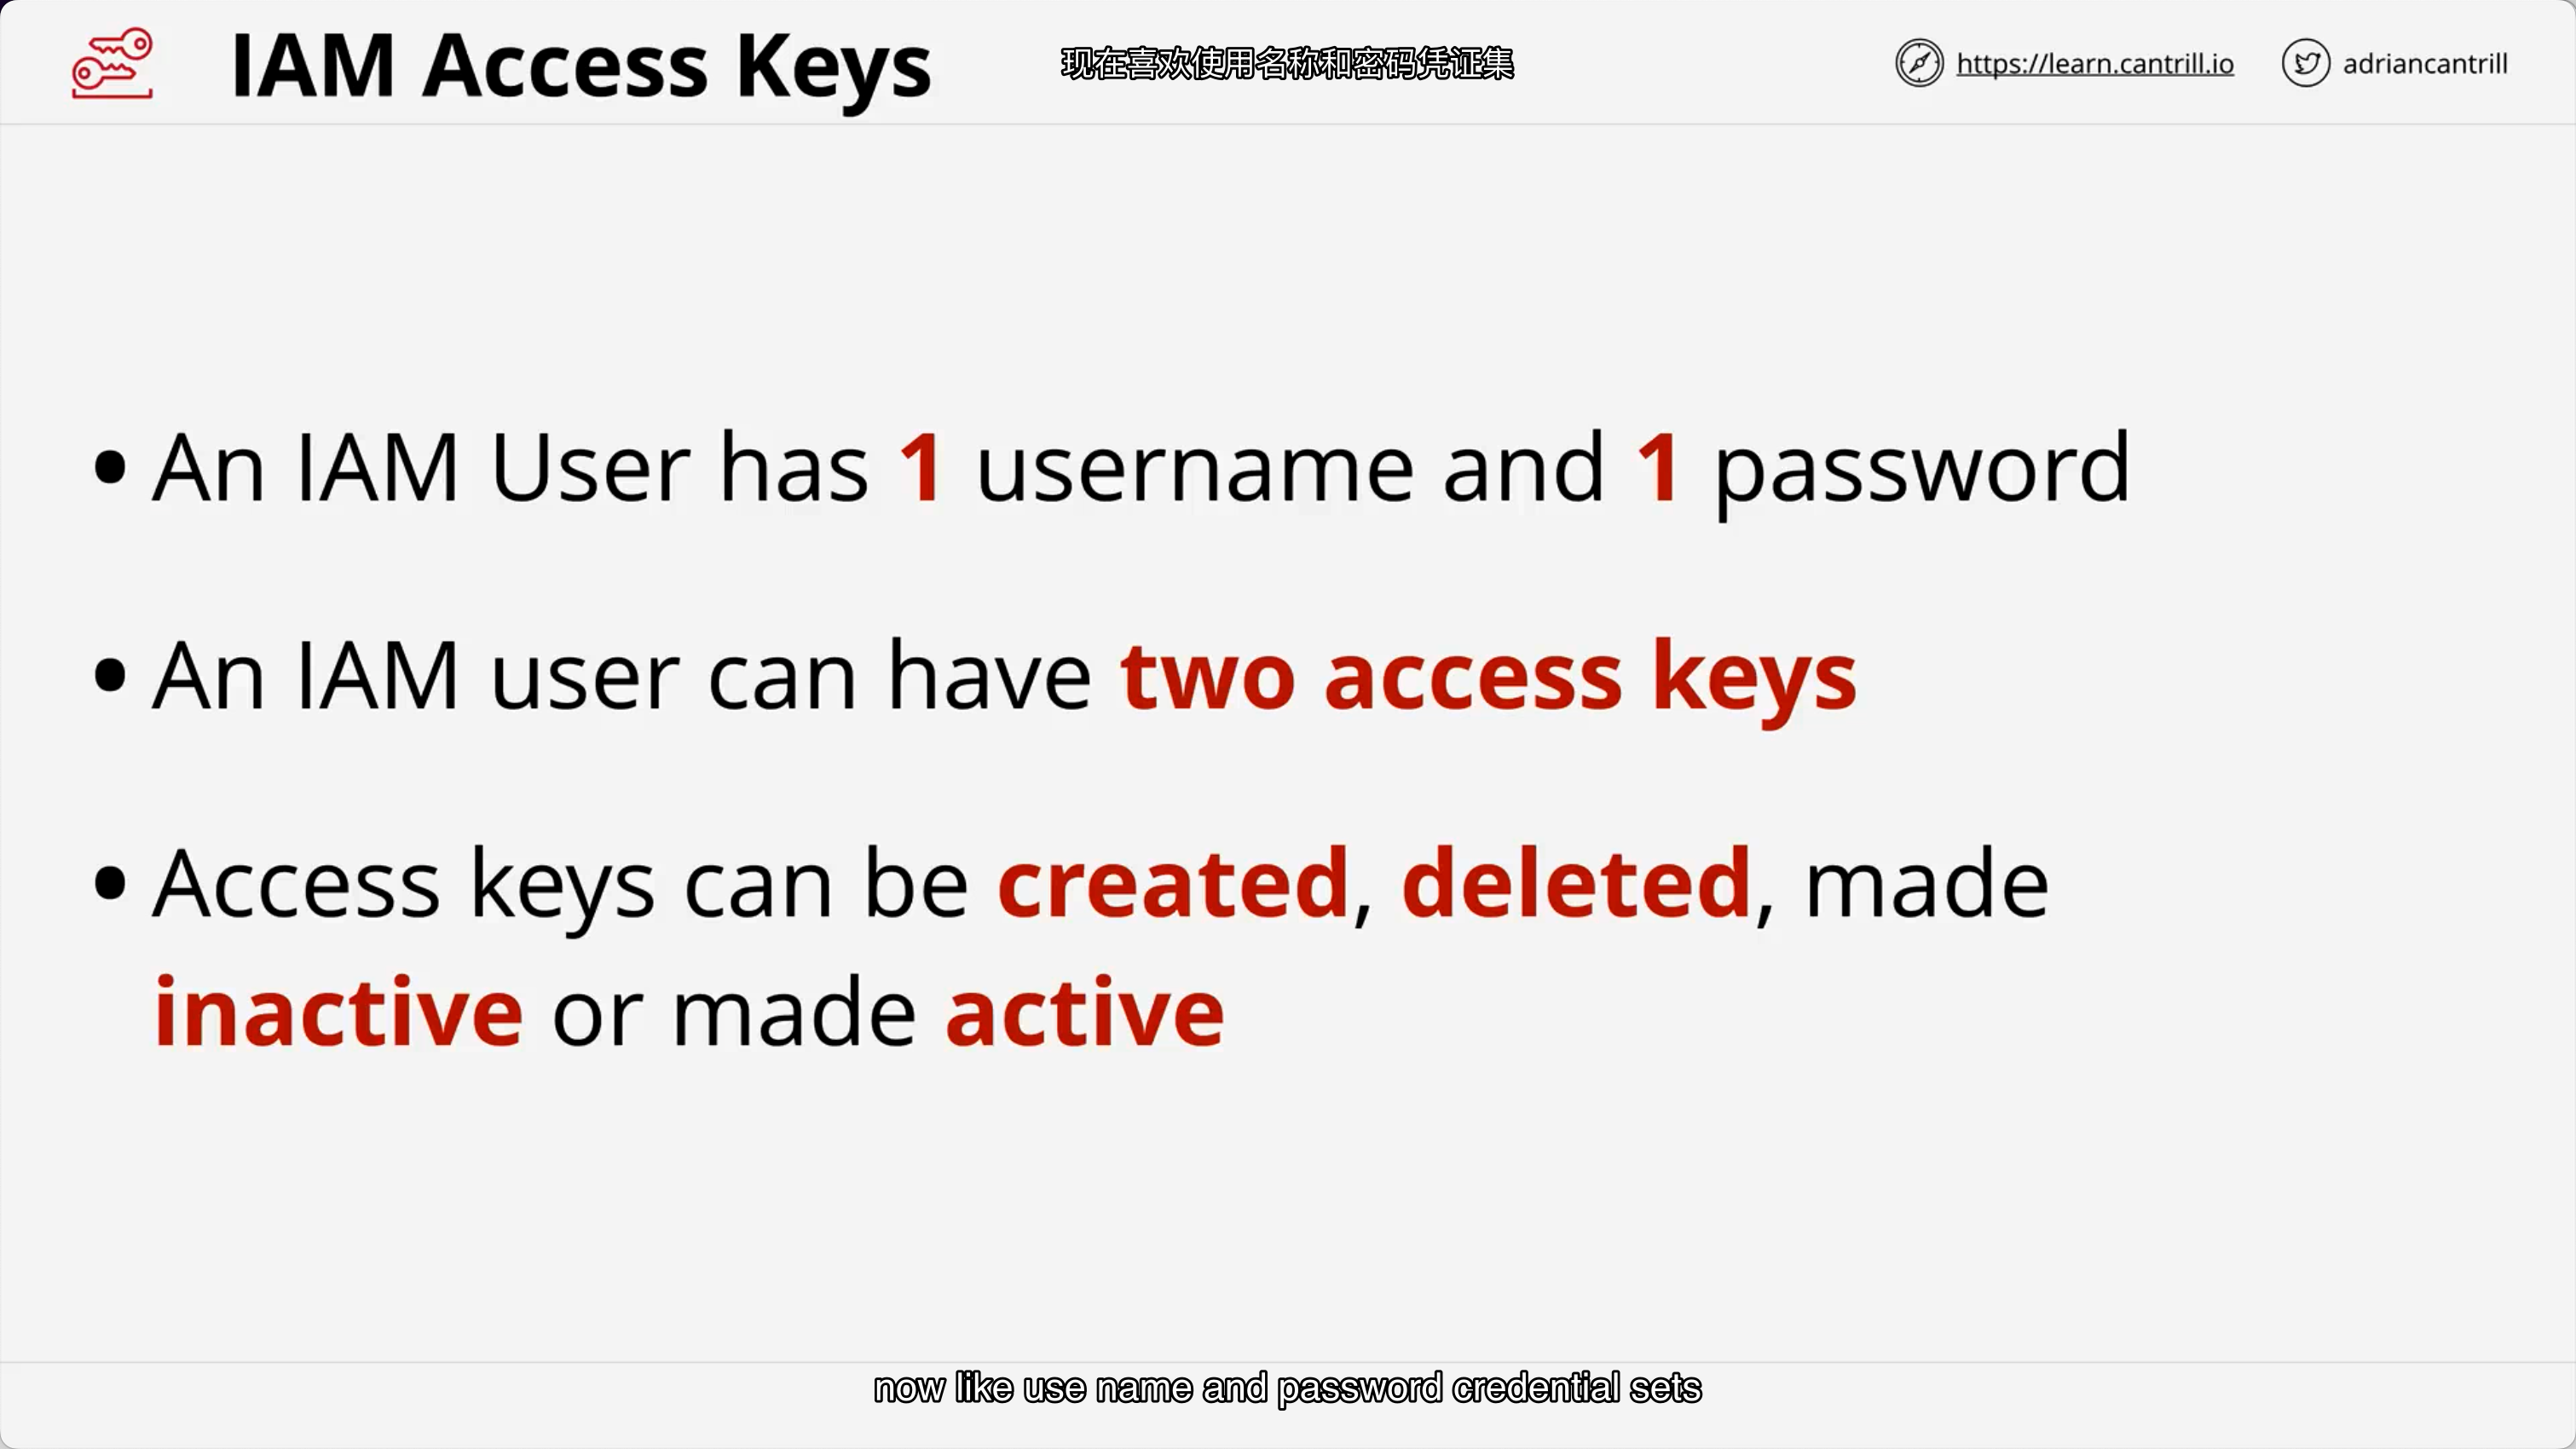 IAM Access Keys
现在喜欢使用名称和密码凭证集
https://learn.cantrill.io
adriancantrill
• An IAM User has 1 username and 1 password
• An IAM user can have two access keys
• Access keys can be created, deleted, made
inactive or made active
now like use name and password credential sets